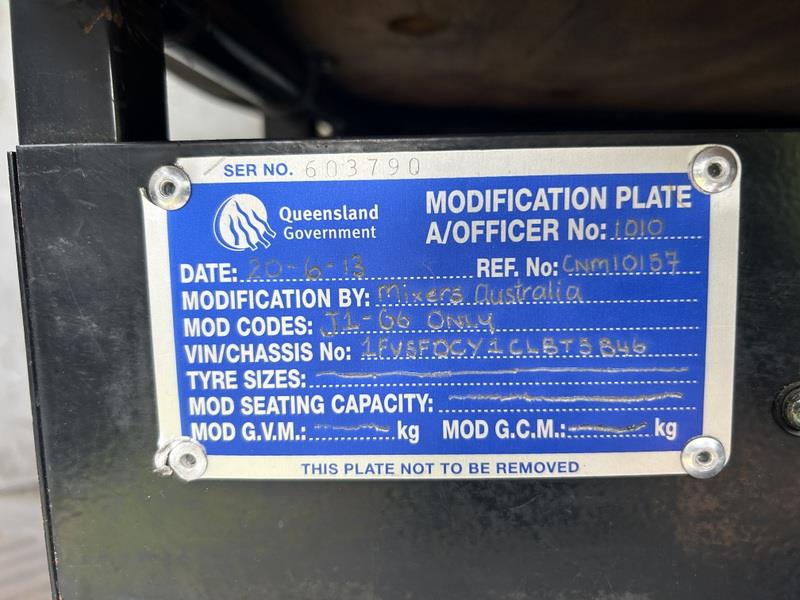 SER NO. 603790
Queensland
Government
MODIFICATION PLATE
A/OFFICER No: 1010
DATE: 20-6-13 REF. No: CNM10157
MODIFICATION BY: Mixers Australia
MOD CODES: J1-G6 ONLY
VIN/CHASSIS No: 1FVSFDCY1CLBT5846
TYRE SIZES:
MOD SEATING CAPACITY:
MOD G.V.M.: kg MOD G.C.M.: kg
THIS PLATE NOT TO BE REMOVED